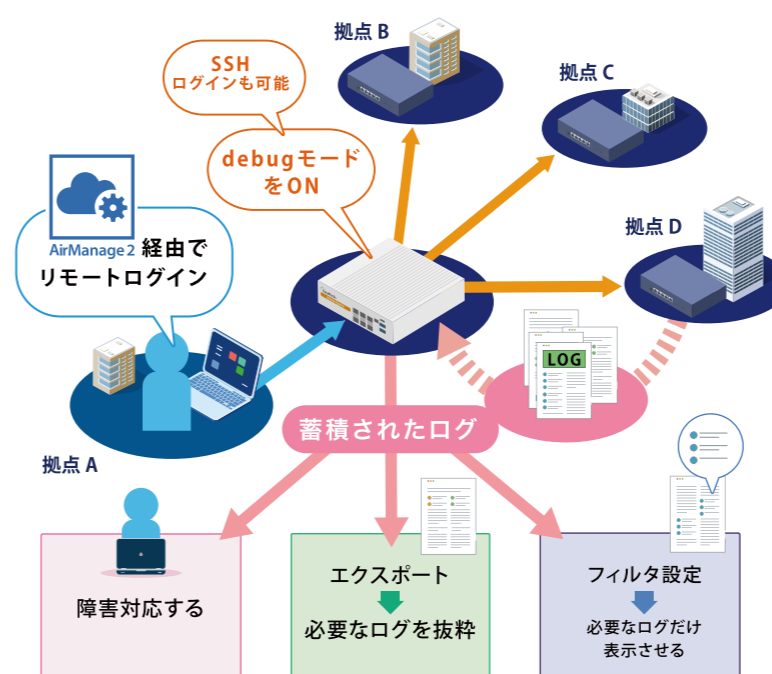 拠点 B
SSH
ログインも可能
拠点 C
debugモード
をON
AirManage 2 経由で
リモートログイン
拠点 D
LOG
蓄積されたログ
拠点 A
障害対応する
エクスポート
必要なログを抜粋
フィルタ設定
必要なログだけ
表示させる